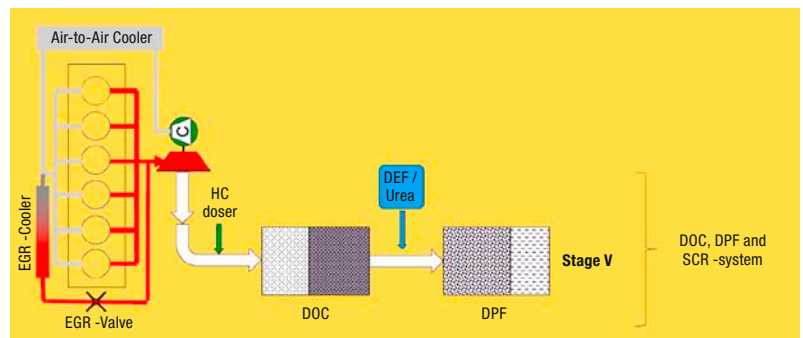 Air-to-Air Cooler
C
EGR -Cooler
EGR -Valve
HC
doser
DEF /
Urea
DOC
DPF
Stage V
DOC, DPF and
SCR -system